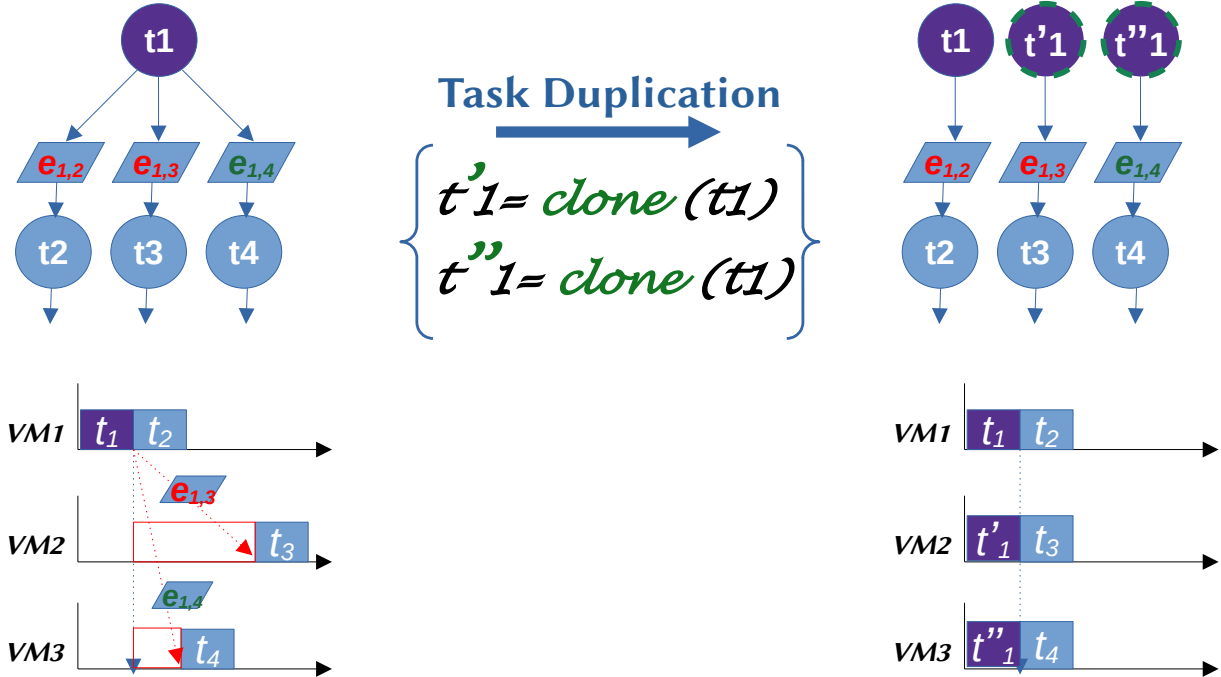 t1
e1,2 e1,3 e1,4
t2 t3 t4
Task Duplication
t’1= clone (t1)
t”1= clone (t1)
t1 t’1 t”1
e1,2 e1,3 e1,4
t2 t3 t4
VM1 t1 t2
e1,3
VM2 t3
e1,4
VM3 t4
VM1 t1 t2
VM2 t’1 t3
VM3 t”1 t4